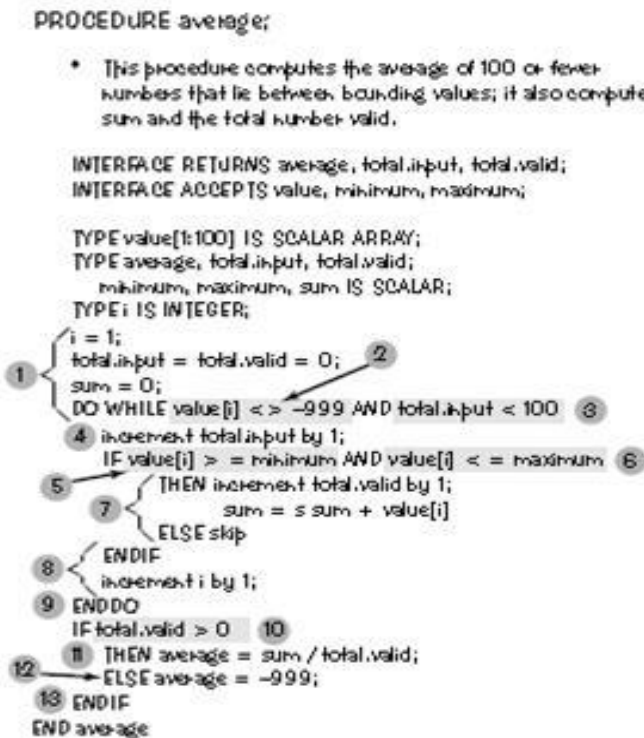 PROCEDURE average;
* This procedure computes the average of 100 or fewer
numbers that lie between bounding values; it also compute
sum and the total number valid.
INTERFACE RETURNS average, total.input, total.valid;
INTERFACE ACCEPTS value, minimum, maximum;
TYPE value[1:100] IS SCALAR ARRAY;
TYPE average, total.input, total.valid;
minimum, maximum, sum IS SCALAR;
TYPE i IS INTEGER;
i = 1;
1 total.input = total.valid = 0; 2
sum = 0;
DO WHILE value[i] < > –999 AND total.input < 100 3
4 increment total.input by 1;
IF value[i] > = minimum AND value[i] < = maximum 6
5 THEN increment total.valid by 1;
7 sum = s sum + value[i]
ELSE skip
8 ENDIF
increment i by 1;
9 ENDDO
IF total.valid > 0 10
11 THEN average = sum / total.valid;
12 ELSE average = –999;
13 ENDIF
END average